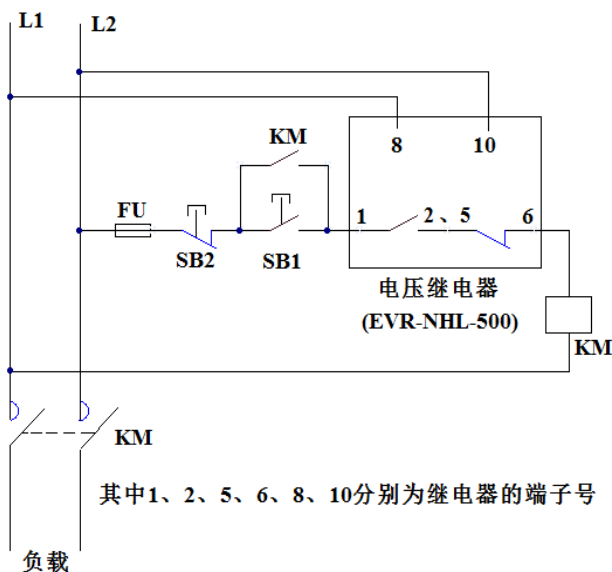 L1
L2
KM
8
10
FU
1
2、5
6
SB2
SB1
电压继电器
(EVR-NHL-500)
KM
KM
其中1、2、5、6、8、10分别为继电器的端子号
负载